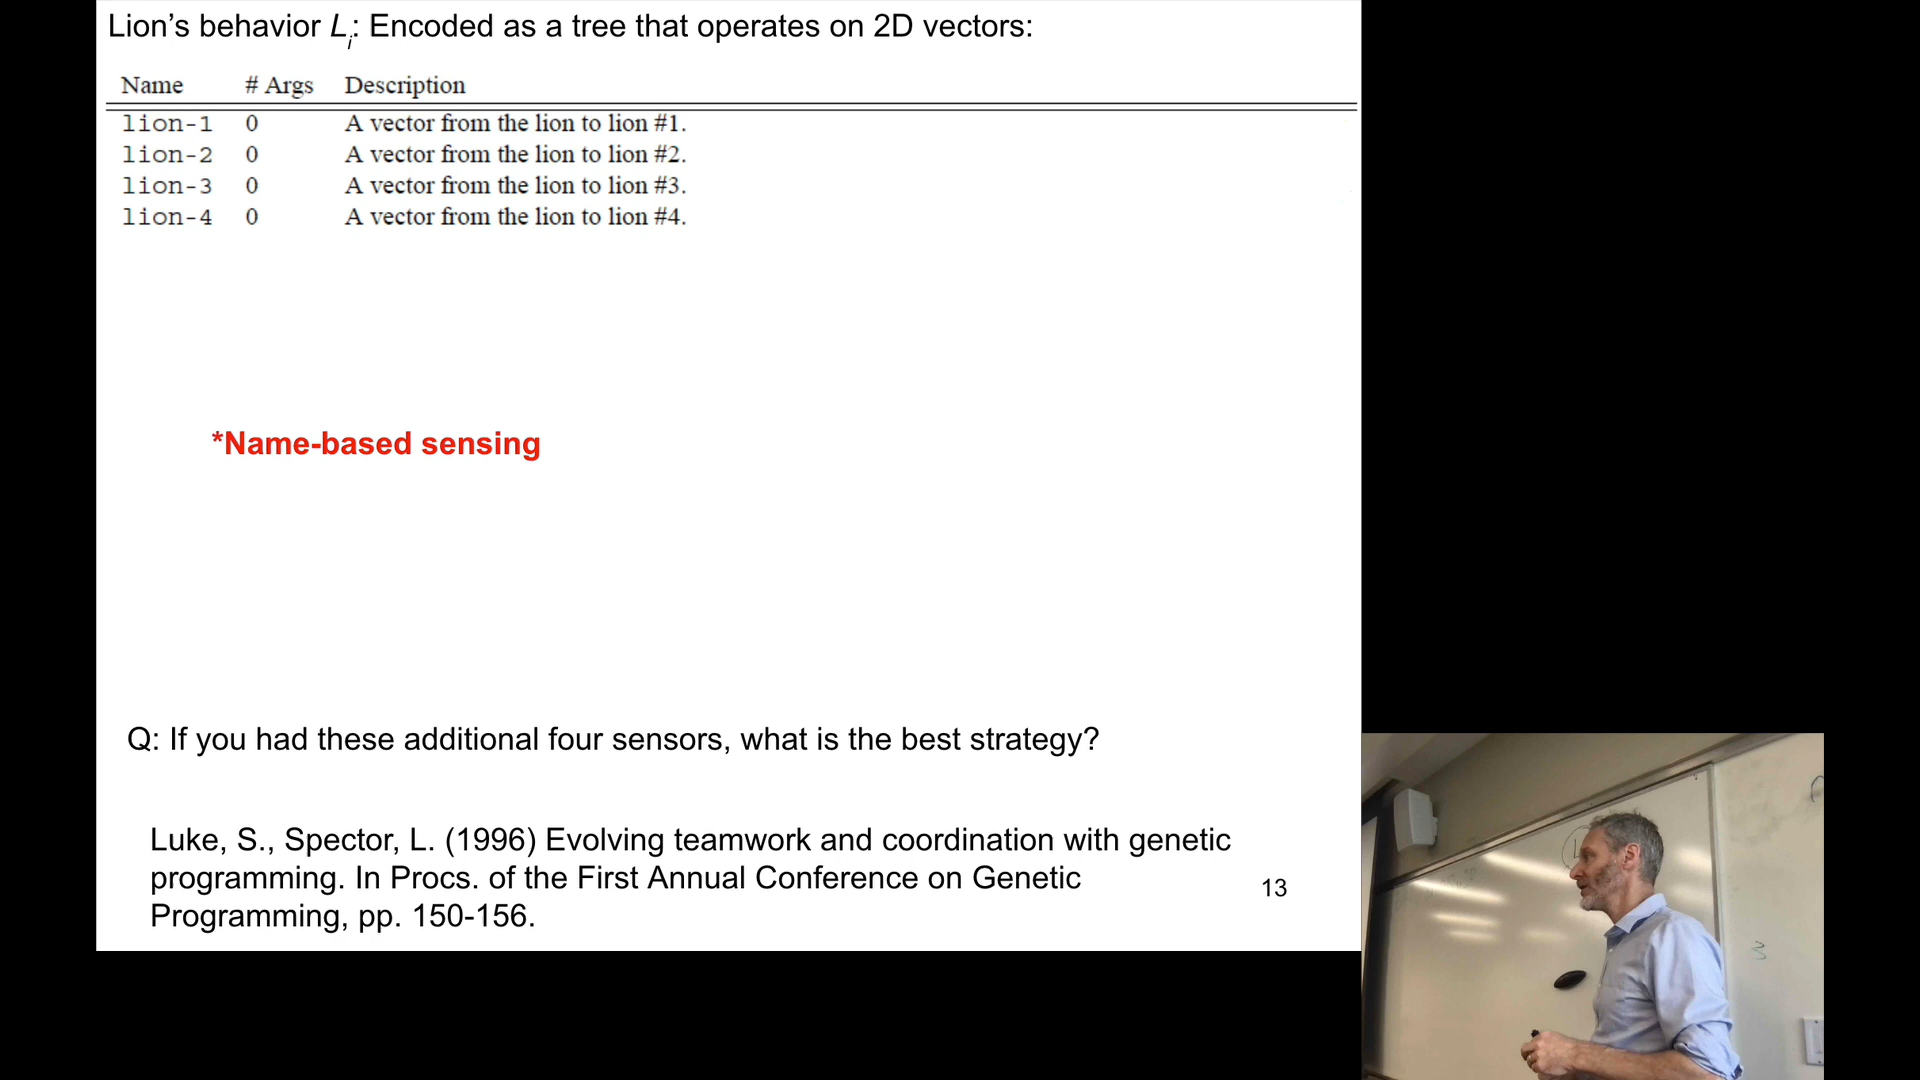 Lion's behavior Li: Encoded as a tree that operates on 2D vectors:
Name # Args Description
lion-1 0 A vector from the lion to lion #1.
lion-2 0 A vector from the lion to lion #2.
lion-3 0 A vector from the lion to lion #3.
lion-4 0 A vector from the lion to lion #4.
*Name-based sensing
Q: If you had these additional four sensors, what is the best strategy?
Luke, S., Spector, L. (1996) Evolving teamwork and coordination with genetic
programming. In Procs. of the First Annual Conference on Genetic
Programming, pp. 150-156.
13